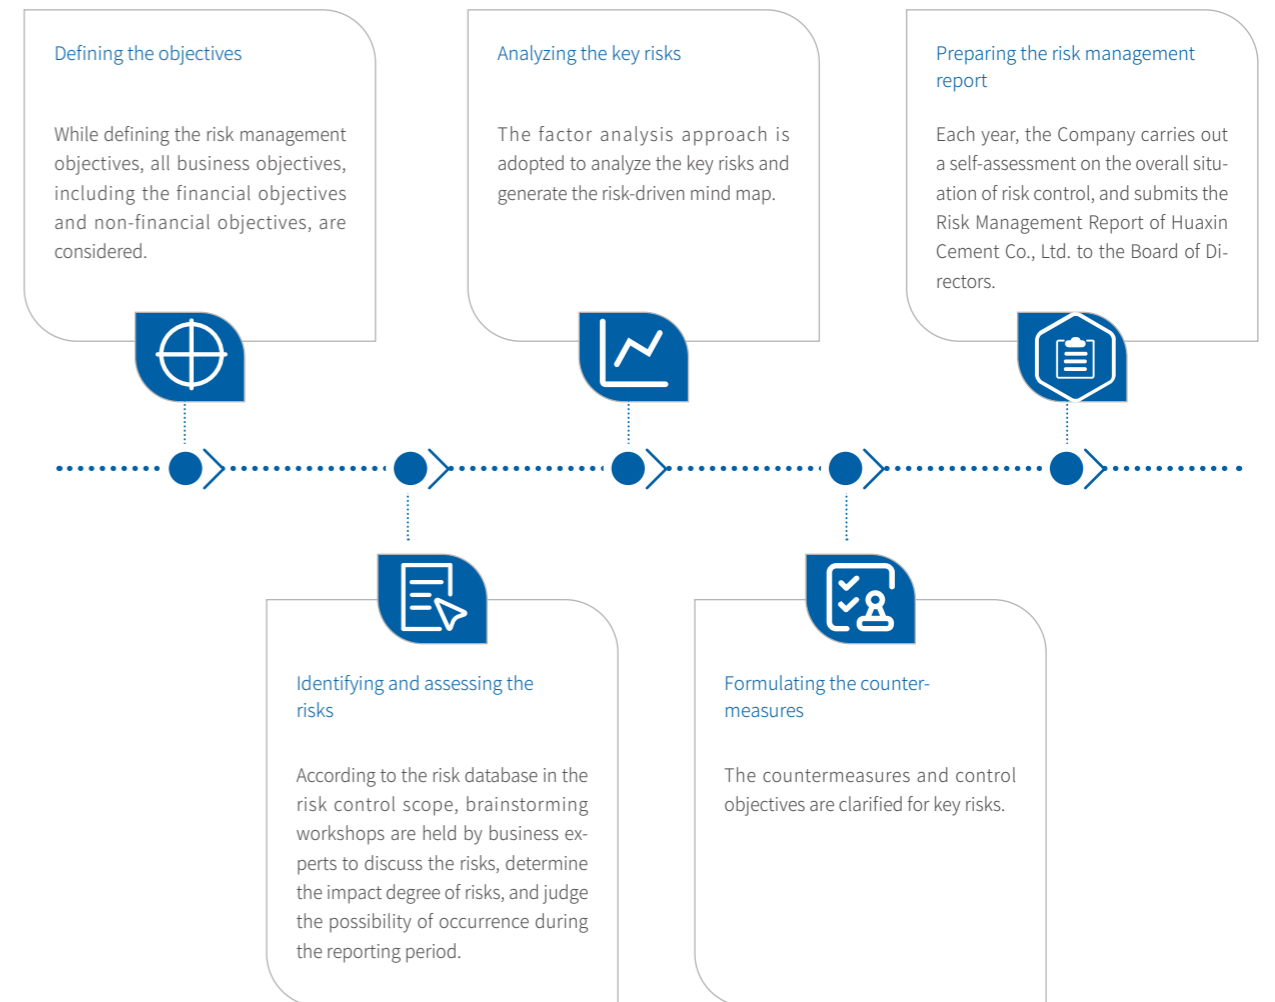 Defining the objectives
While defining the risk management
objectives, all business objectives,
including the financial objectives
and non-financial objectives, are
considered.
Analyzing the key risks
The factor analysis approach is
adopted to analyze the key risks and
generate the risk-driven mind map.
Preparing the risk management
report
Each year, the Company carries out
a self-assessment on the overall situ-
ation of risk control, and submits the
Risk Management Report of Huaxin
Cement Co., Ltd. to the Board of Di-
rectors.
Identifying and assessing the
risks
According to the risk database in the
risk control scope, brainstorming
workshops are held by business ex-
perts to discuss the risks, determine
the impact degree of risks, and judge
the possibility of occurrence during
the reporting period.
Formulating the counter-
measures
The countermeasures and control
objectives are clarified for key risks.